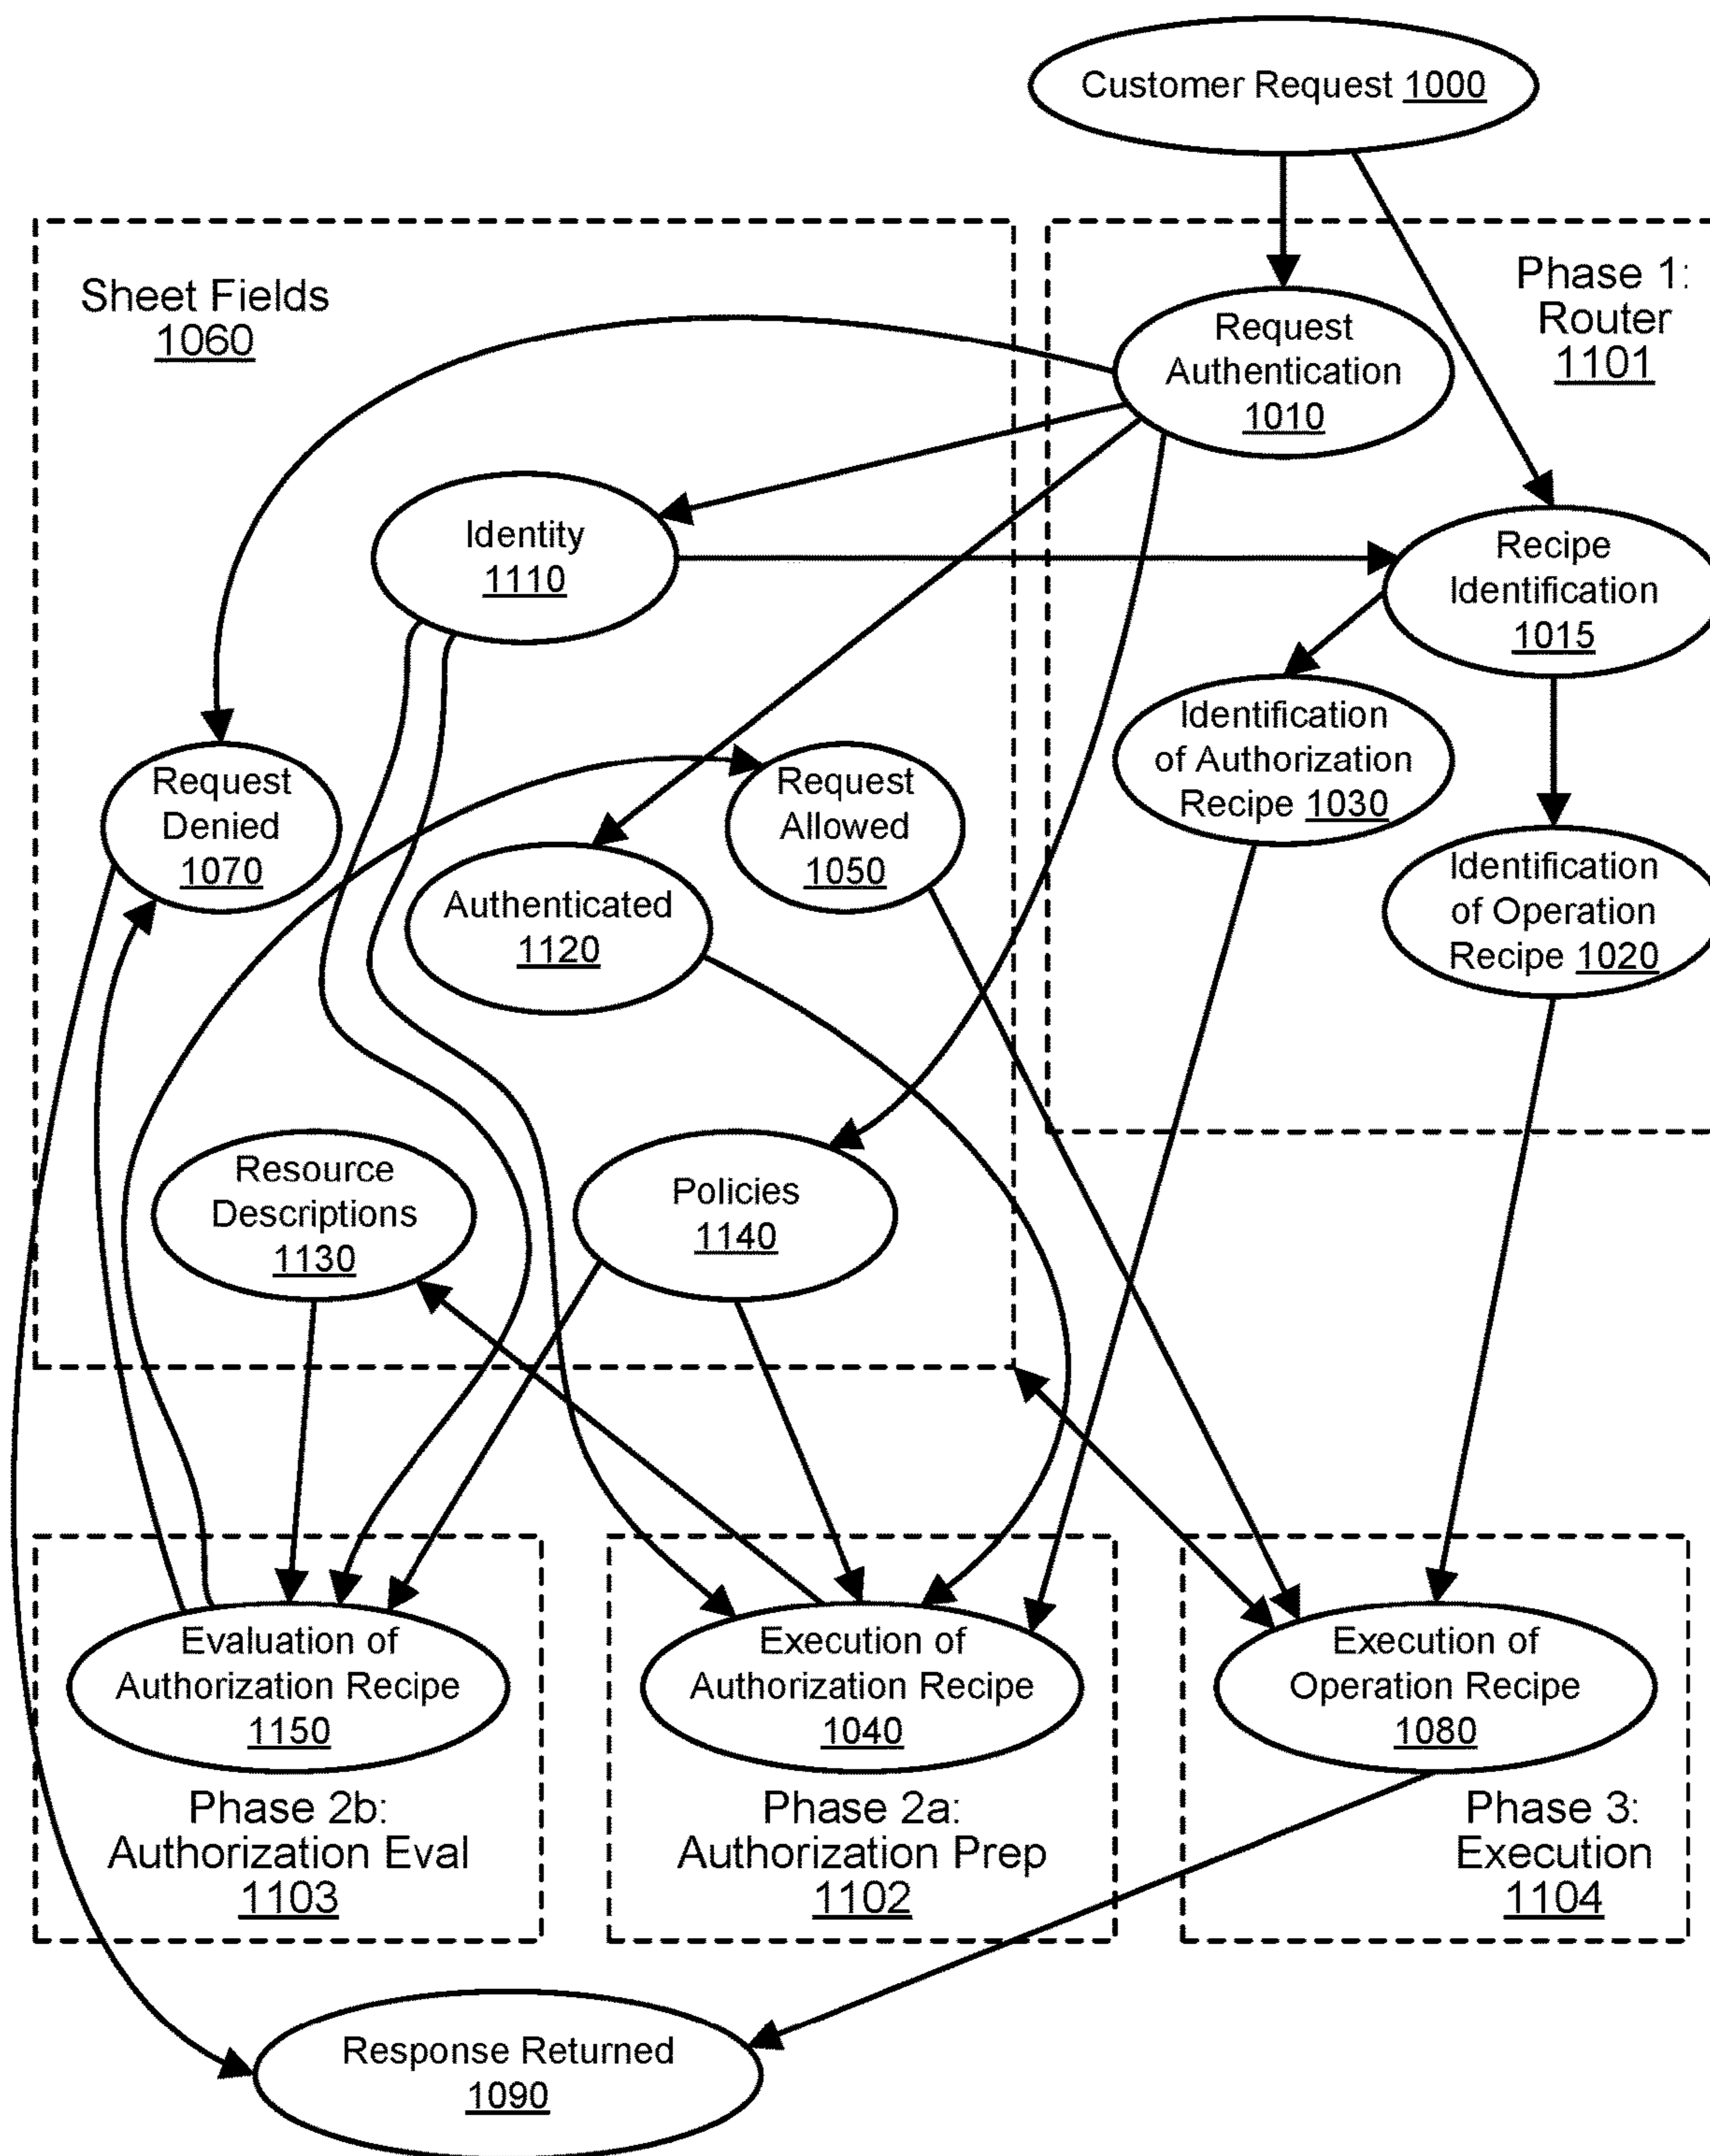 Customer Request 1000
Sheet Fields
1060
Phase 1:
Router
1101
Request
Authentication
1010
Identity
1110
Recipe
Identification
1015
Request
Denied
1070
Request
Allowed
1050
Identification
of Authorization
Recipe 1030
Authenticated
1120
Identification
of Operation
Recipe 1020
Resource
Descriptions
1130
Policies
1140
Evaluation of
Authorization Recipe
1150
Phase 2b:
Authorization Eval
1103
Execution of
Authorization Recipe
1040
Phase 2a:
Authorization Prep
1102
Execution of
Operation Recipe
1080
Phase 3:
Execution
1104
Response Returned
1090